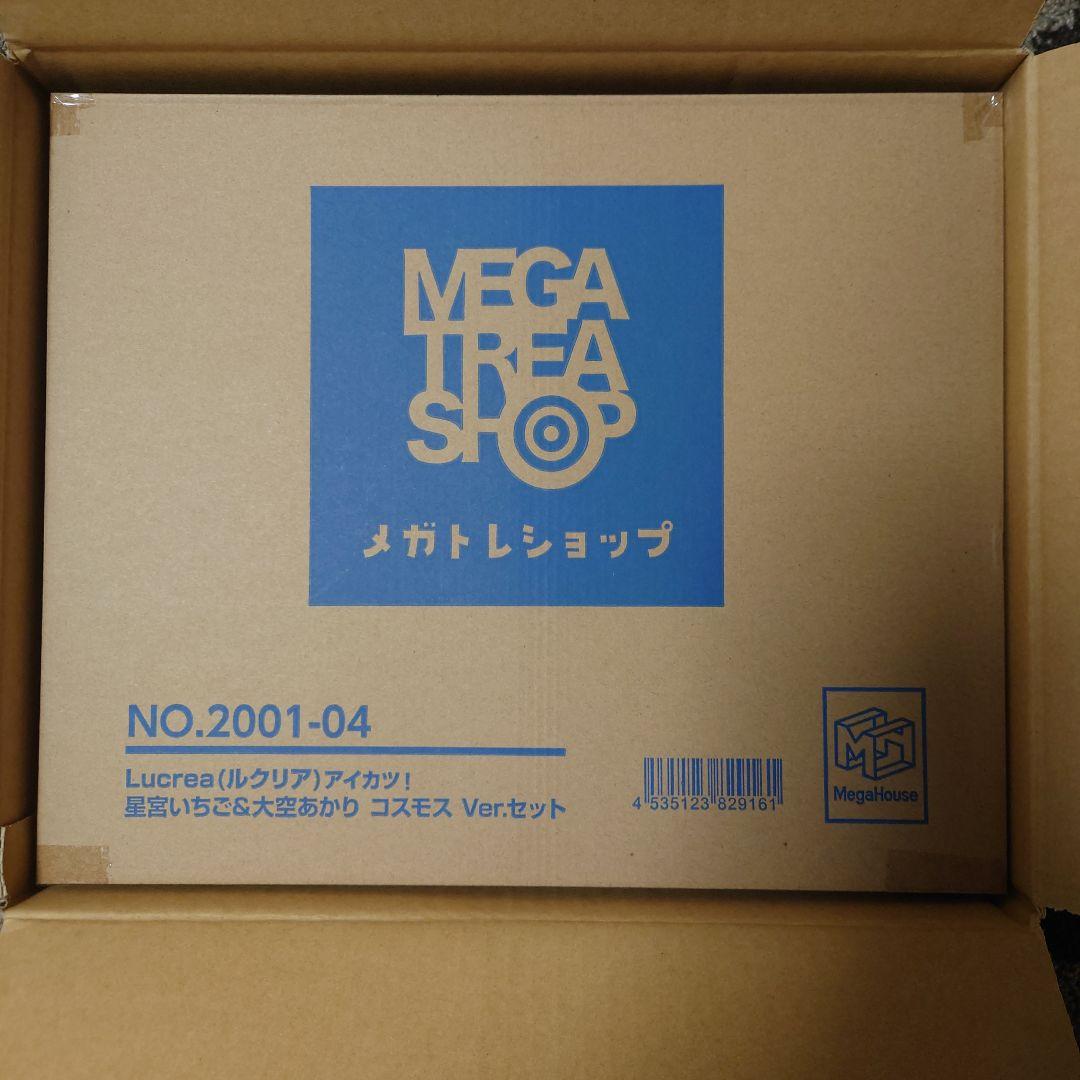 MEGA
TREA
SHOP
メガトレショップ
NO.2001-04
Lucrea(ルクリア)アイカツ!
星宮いちご&大空あかり コスモス Ver.セット
4 535123 829161
MegaHouse